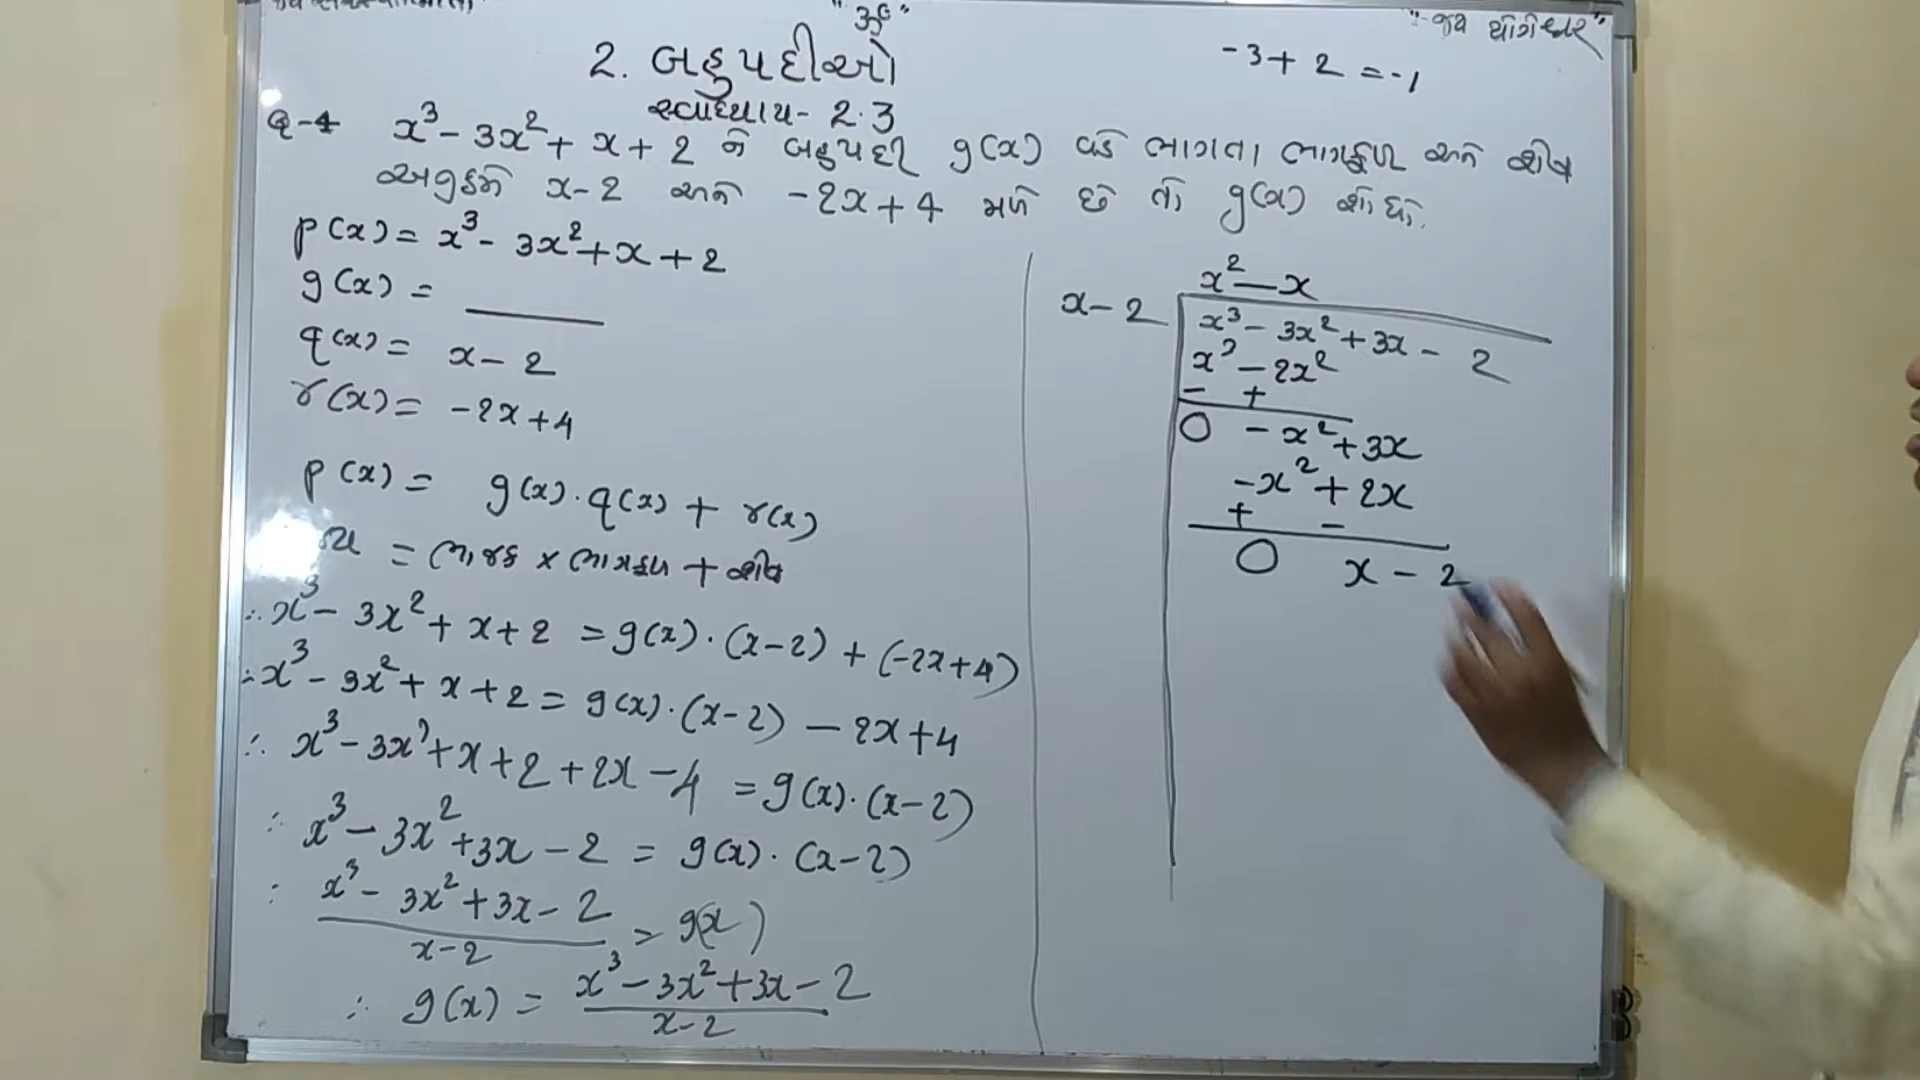 "ૐ"
"જય યોગેશ્વર"
2. બહુપદીઓ
-3 + 2 = -1
સ્વાધ્યાય - 2.3
Q-4 x³ - 3x² + x + 2 ને બહુપદી g(x) વડે ભાગતા ભાગફળ અને શેષ
અનુક્રમે x-2 અને -2x+4 મળે છે તો g(x) શોધો.
p(x) = x³ - 3x² + x + 2
g(x) = ____
q(x) = x - 2
r(x) = -2x + 4
p(x) = g(x) · q(x) + r(x)
= ભાજક × ભાગફળ + શેષ
∴ x³ - 3x² + x + 2 = g(x) · (x-2) + (-2x+4)
∴ x³ - 3x² + x + 2 = g(x) · (x-2) - 2x + 4
∴ x³ - 3x² + x + 2 + 2x - 4 = g(x) · (x-2)
∴ x³ - 3x² + 3x - 2 = g(x) · (x-2)
∴ x³ - 3x² + 3x - 2
x-2
= g(x)
∴ g(x) = x³ - 3x² + 3x - 2
x-2
x² - x
x - 2
x³ - 3x² + 3x - 2
x³ - 2x²
- +
0 - x² + 3x
-x² + 2x
+ -
0 x - 2